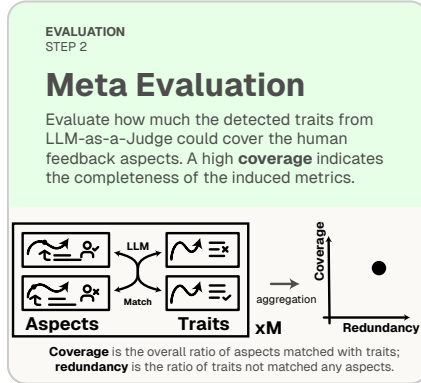 EVALUATION
STEP 2
Meta Evaluation
Evaluate how much the detected traits from
LLM-as-a-Judge could cover the human
feedback aspects. A high coverage indicates
the completeness of the induced metrics.
LLM
Match
Aspects
Traits
xM
aggregation
Coverage
Redundancy
Coverage is the overall ratio of aspects matched with traits;
redundancy is the ratio of traits not matched any aspects.